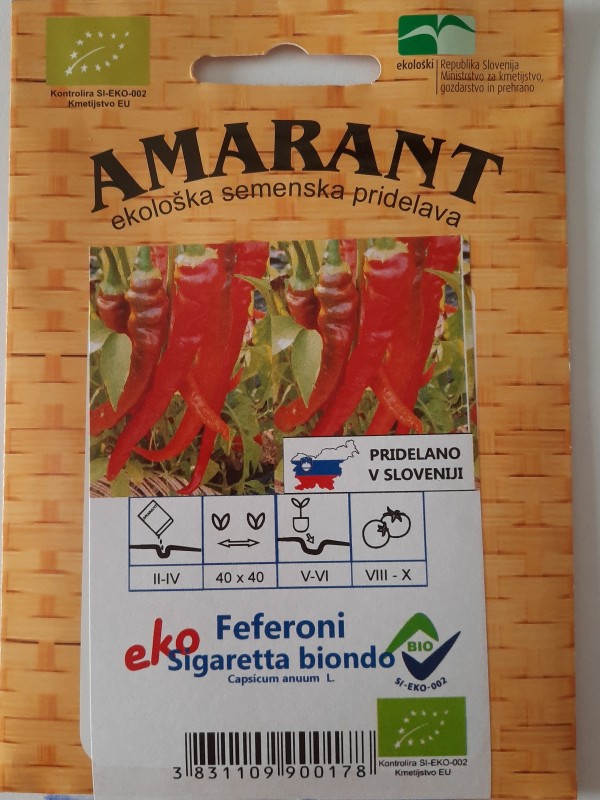 Kontrolira SI-EKO-002
Kmetijstvo EU
ekološki
Republika Slovenija
Ministrstvo za kmetijstvo,
gozdarstvo in prehrano
AMARANT
ekološka semenska pridelava
PRIDELANO
V SLOVENIJI
II-IV
40 x 40
V-VI
VIII - X
eko
Feferoni
Sigaretta biondo
Capsicum anuum L.
BIO
SI-EKO-002
3 831109 900178
Kontrolira SI-EKO-002
Kmetijstvo EU